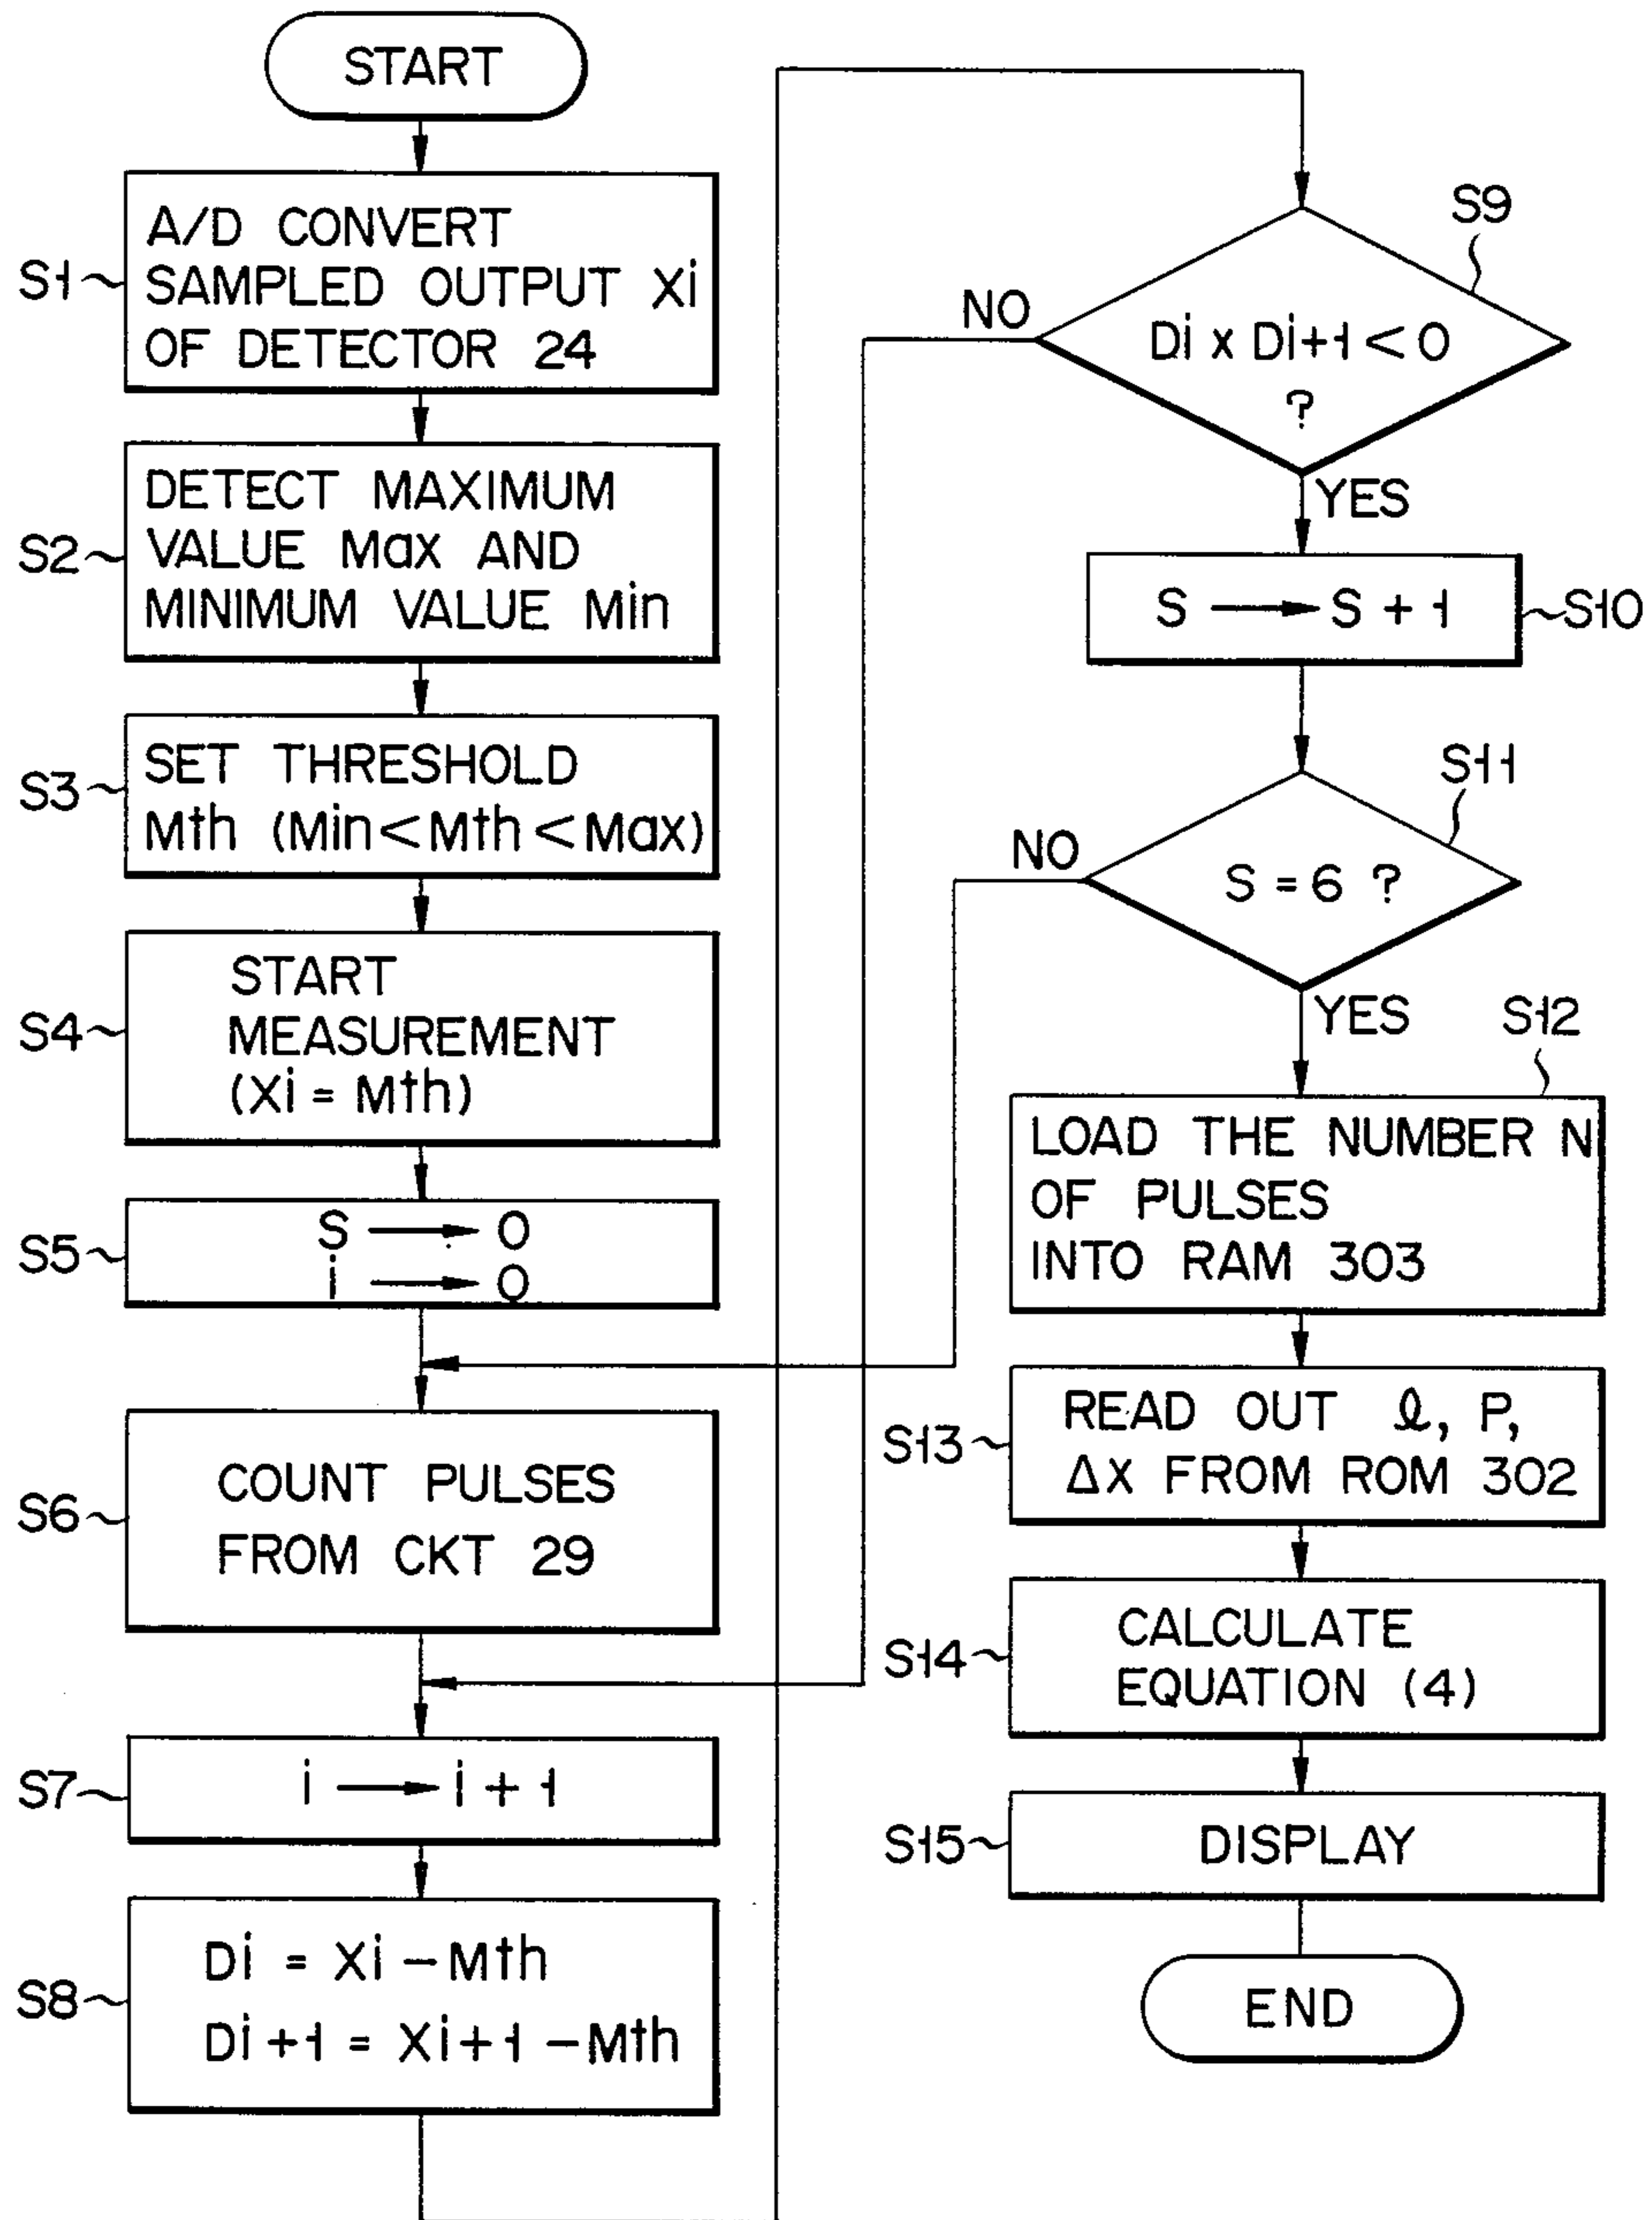 START
S1
A/D CONVERT
SAMPLED OUTPUT Xi
OF DETECTOR 24
S2
DETECT MAXIMUM
VALUE Max AND
MINIMUM VALUE Min
S3
SET THRESHOLD
Mth (Min<Mth<Max)
S4
START
MEASUREMENT
(Xi = Mth)
S5
S → 0
i → 0
S6
COUNT PULSES
FROM CKT 29
S7
i → i + 1
S8
Di = Xi – Mth
Di+1 = Xi+1 – Mth
S9
NO
Di x Di+1 < 0
?
YES
S → S + 1
S10
S11
NO
S = 6 ?
YES
S12
LOAD THE NUMBER N
OF PULSES
INTO RAM 303
S13
READ OUT ℓ, P,
Δx FROM ROM 302
S14
CALCULATE
EQUATION (4)
S15
DISPLAY
END